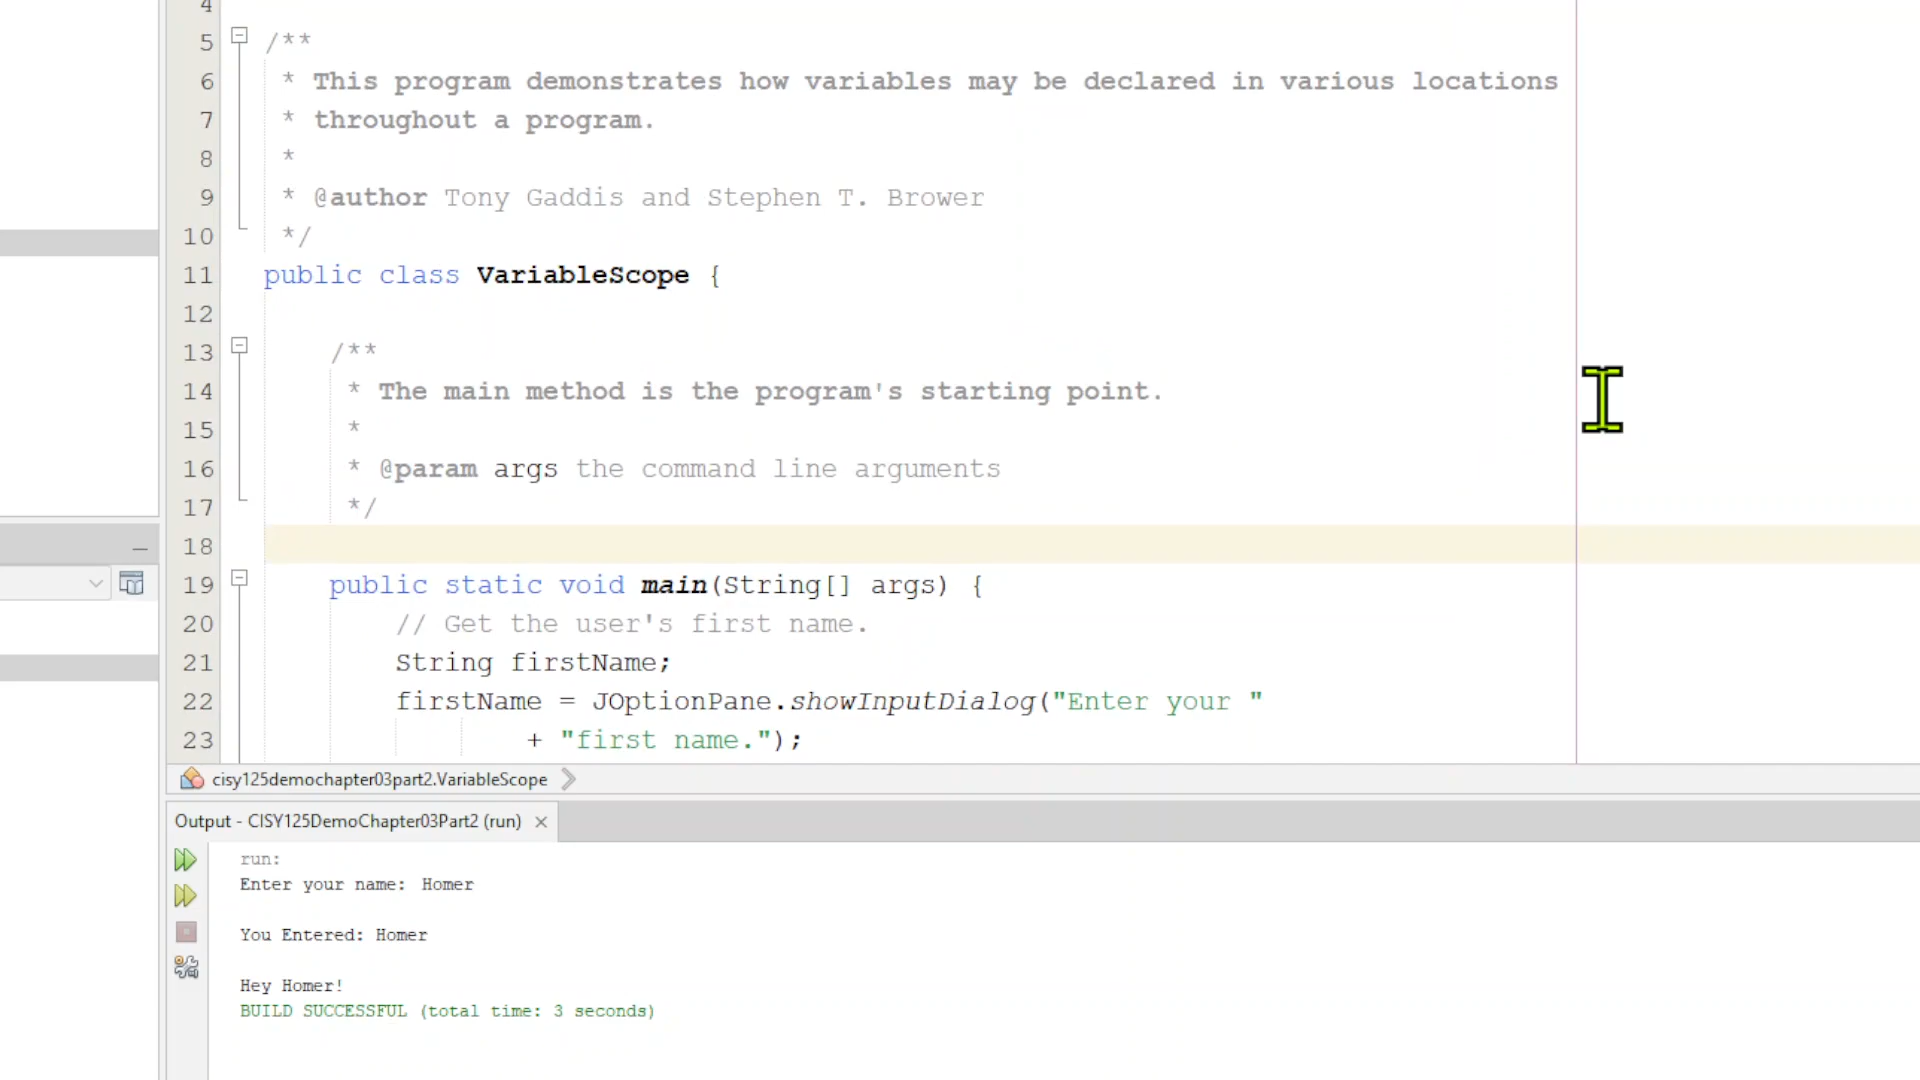 4
5 /**
6 * This program demonstrates how variables may be declared in various locations
7 * throughout a program.
8 *
9 * @author Tony Gaddis and Stephen T. Brower
10 */
11 public class VariableScope {
12
13 /**
14 * The main method is the program's starting point.
15 *
16 * @param args the command line arguments
17 */
18
19 public static void main(String[] args) {
20 // Get the user's first name.
21 String firstName;
22 firstName = JOptionPane.showInputDialog("Enter your "
23 + "first name.");
cisy125demochapter03part2.VariableScope
Output - CISY125DemoChapter03Part2 (run)
run:
Enter your name: Homer
You Entered: Homer
Hey Homer!
BUILD SUCCESSFUL (total time: 3 seconds)